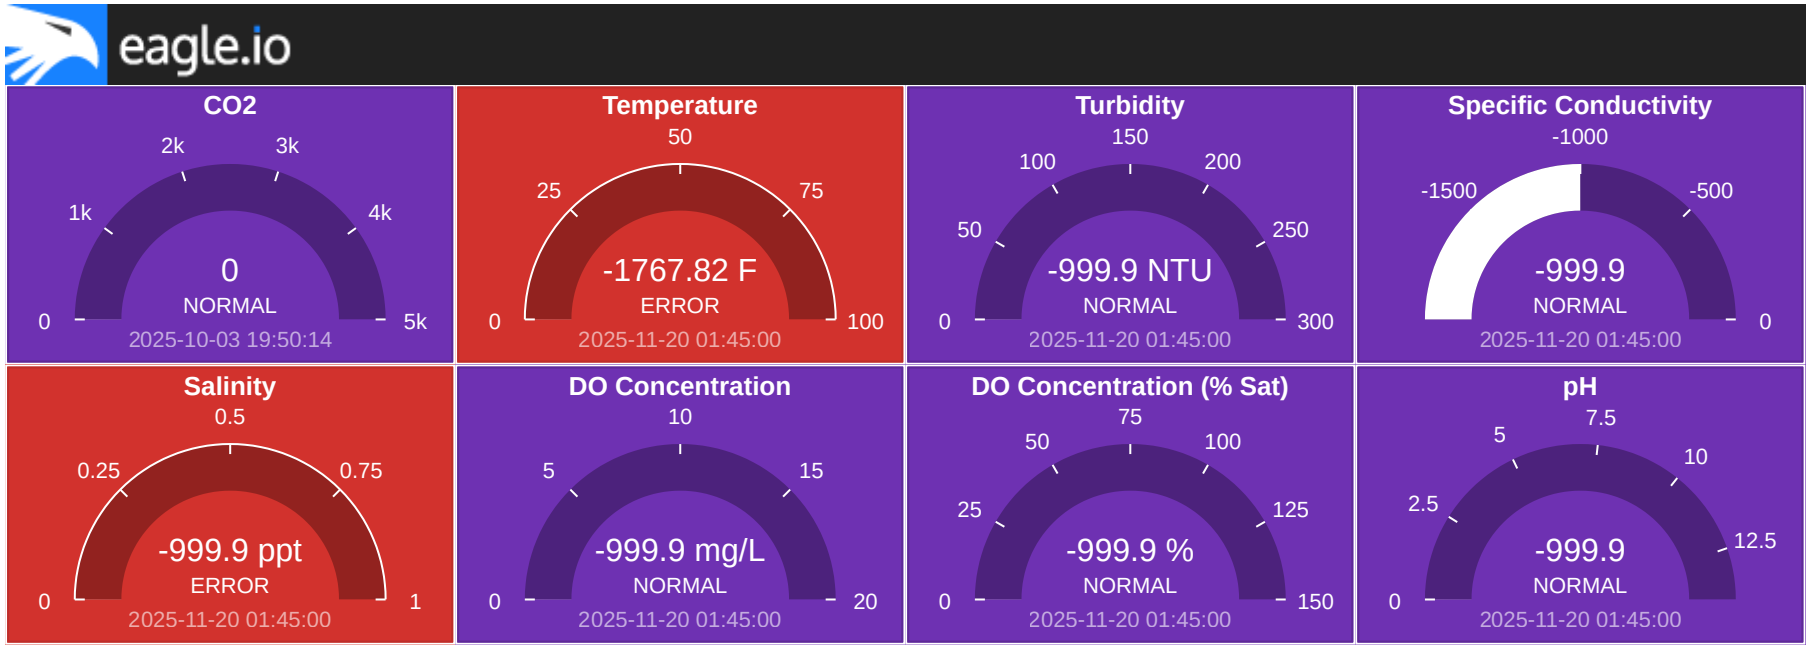 eagle.io
CO2
2k
3k
1k
4k
0
NORMAL
0
5k
2025-10-03 19:50:14
Temperature
50
25
75
-1767.82 F
ERROR
0
100
2025-11-20 01:45:00
Turbidity
150
100
200
50
250
-999.9 NTU
NORMAL
0
300
2025-11-20 01:45:00
Specific Conductivity
-1000
-1500
-500
-999.9
NORMAL
0
2025-11-20 01:45:00
Salinity
0.5
0.25
0.75
-999.9 ppt
ERROR
0
1
2025-11-20 01:45:00
DO Concentration
10
5
15
-999.9 mg/L
NORMAL
0
20
2025-11-20 01:45:00
DO Concentration (% Sat)
75
50
100
25
125
-999.9 %
NORMAL
0
150
2025-11-20 01:45:00
pH
7.5
5
10
2.5
12.5
-999.9
NORMAL
0
2025-11-20 01:45:00